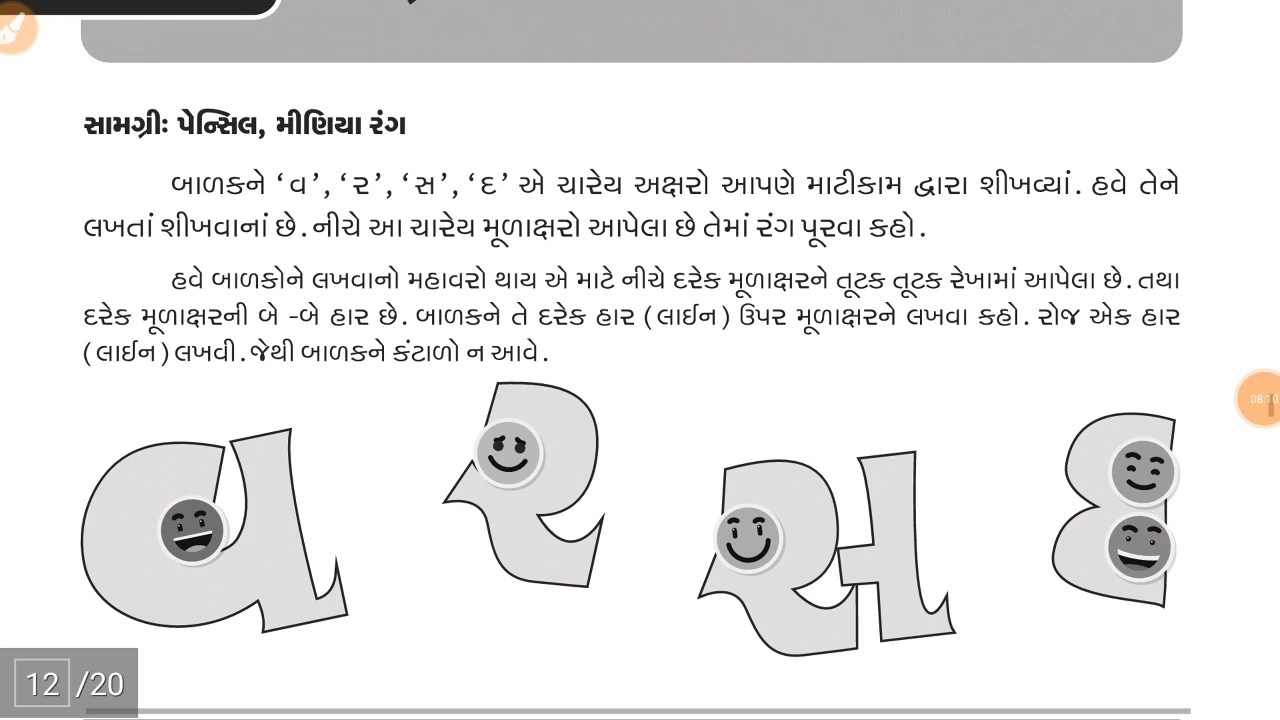 સામગ્રીઃ પેન્સિલ, મીણિયા રંગ
બાળકને ‘વ’, ‘ર’, ‘સ’, ‘દ’ એ ચારેય અક્ષરો આપણે માટીકામ દ્વારા શીખવ્યાં. હવે તેને
લખતાં શીખવાનાં છે. નીચે આ ચારેય મૂળાક્ષરો આપેલા છે તેમાં રંગ પૂરવા કહો.
હવે બાળકોને લખવાનો મહાવરો થાય એ માટે નીચે દરેક મૂળાક્ષરને તૂટક તૂટક રેખામાં આપેલા છે. તથા
દરેક મૂળાક્ષરની બે -બે હાર છે. બાળકને તે દરેક હાર (લાઈન) ઉપર મૂળાક્ષરને લખવા કહો. રોજ એક હાર
(લાઈન) લખવી. જેથી બાળકને કંટાળો ન આવે.
વ ર સ દ
08:10
12 /20